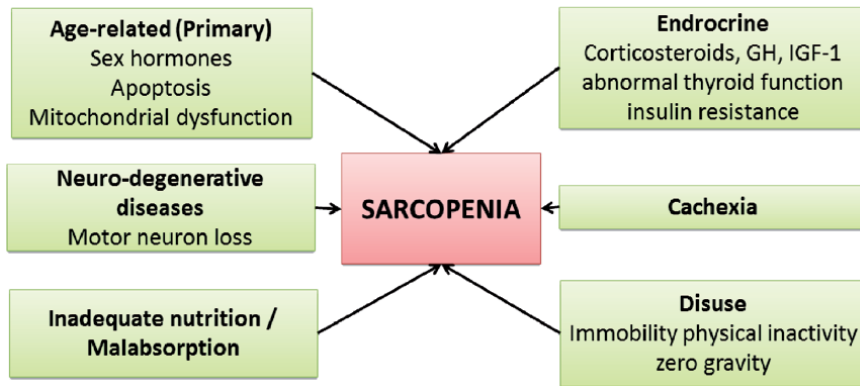 Age-related (Primary)
Sex hormones
Apoptosis
Mitochondrial dysfunction
Endrocrine
Corticosteroids, GH, IGF-1
abnormal thyroid function
insulin resistance
Neuro-degenerative
diseases
Motor neuron loss
SARCOPENIA
Cachexia
Inadequate nutrition /
Malabsorption
Disuse
Immobility physical inactivity
zero gravity